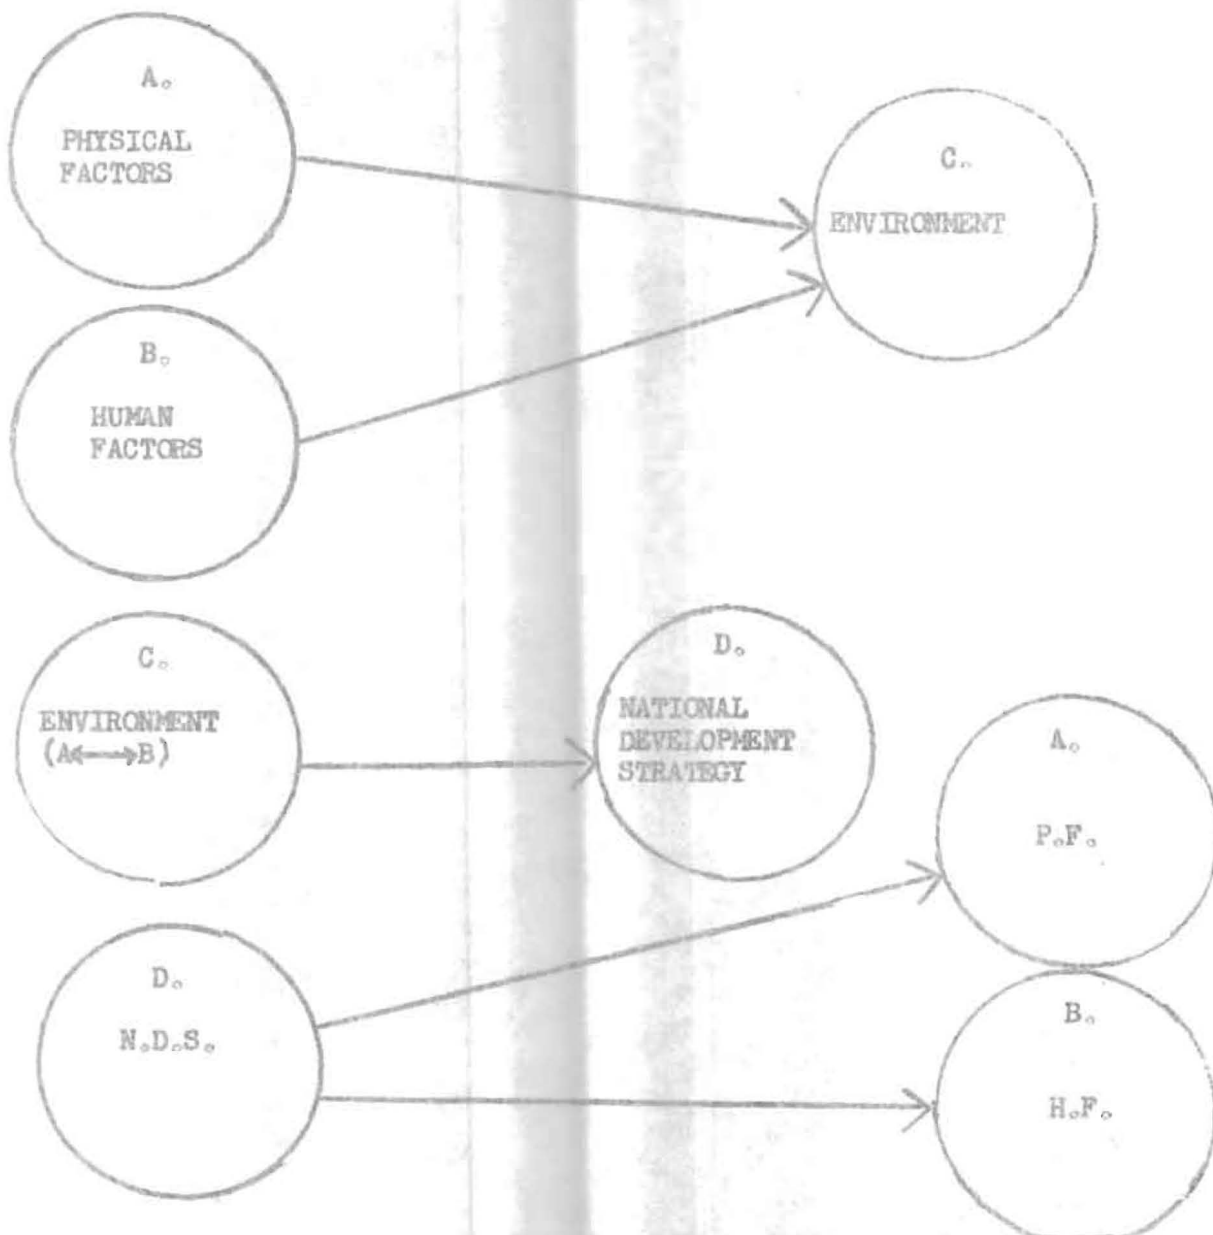 A.
PHYSICAL
FACTORS
C.
ENVIRONMENT
B.
HUMAN
FACTORS
C.
ENVIRONMENT
(A<——>B)
D.
NATIONAL
DEVELOPMENT
STRATEGY
A.
P.F.
D.
N.D.S.
B.
H.F.